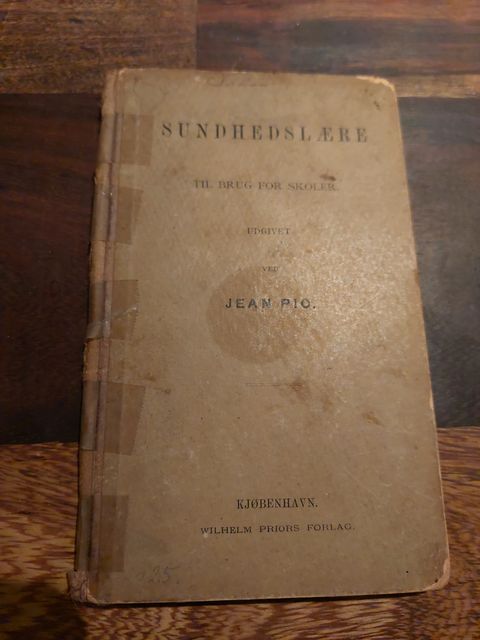 SUNDHEDSLÆRE
TIL BRUG FOR SKOLER.
UDGIVET
VED
JEAN PIO.
KJØBENHAVN.
WILHELM PRIORS FORLAG.